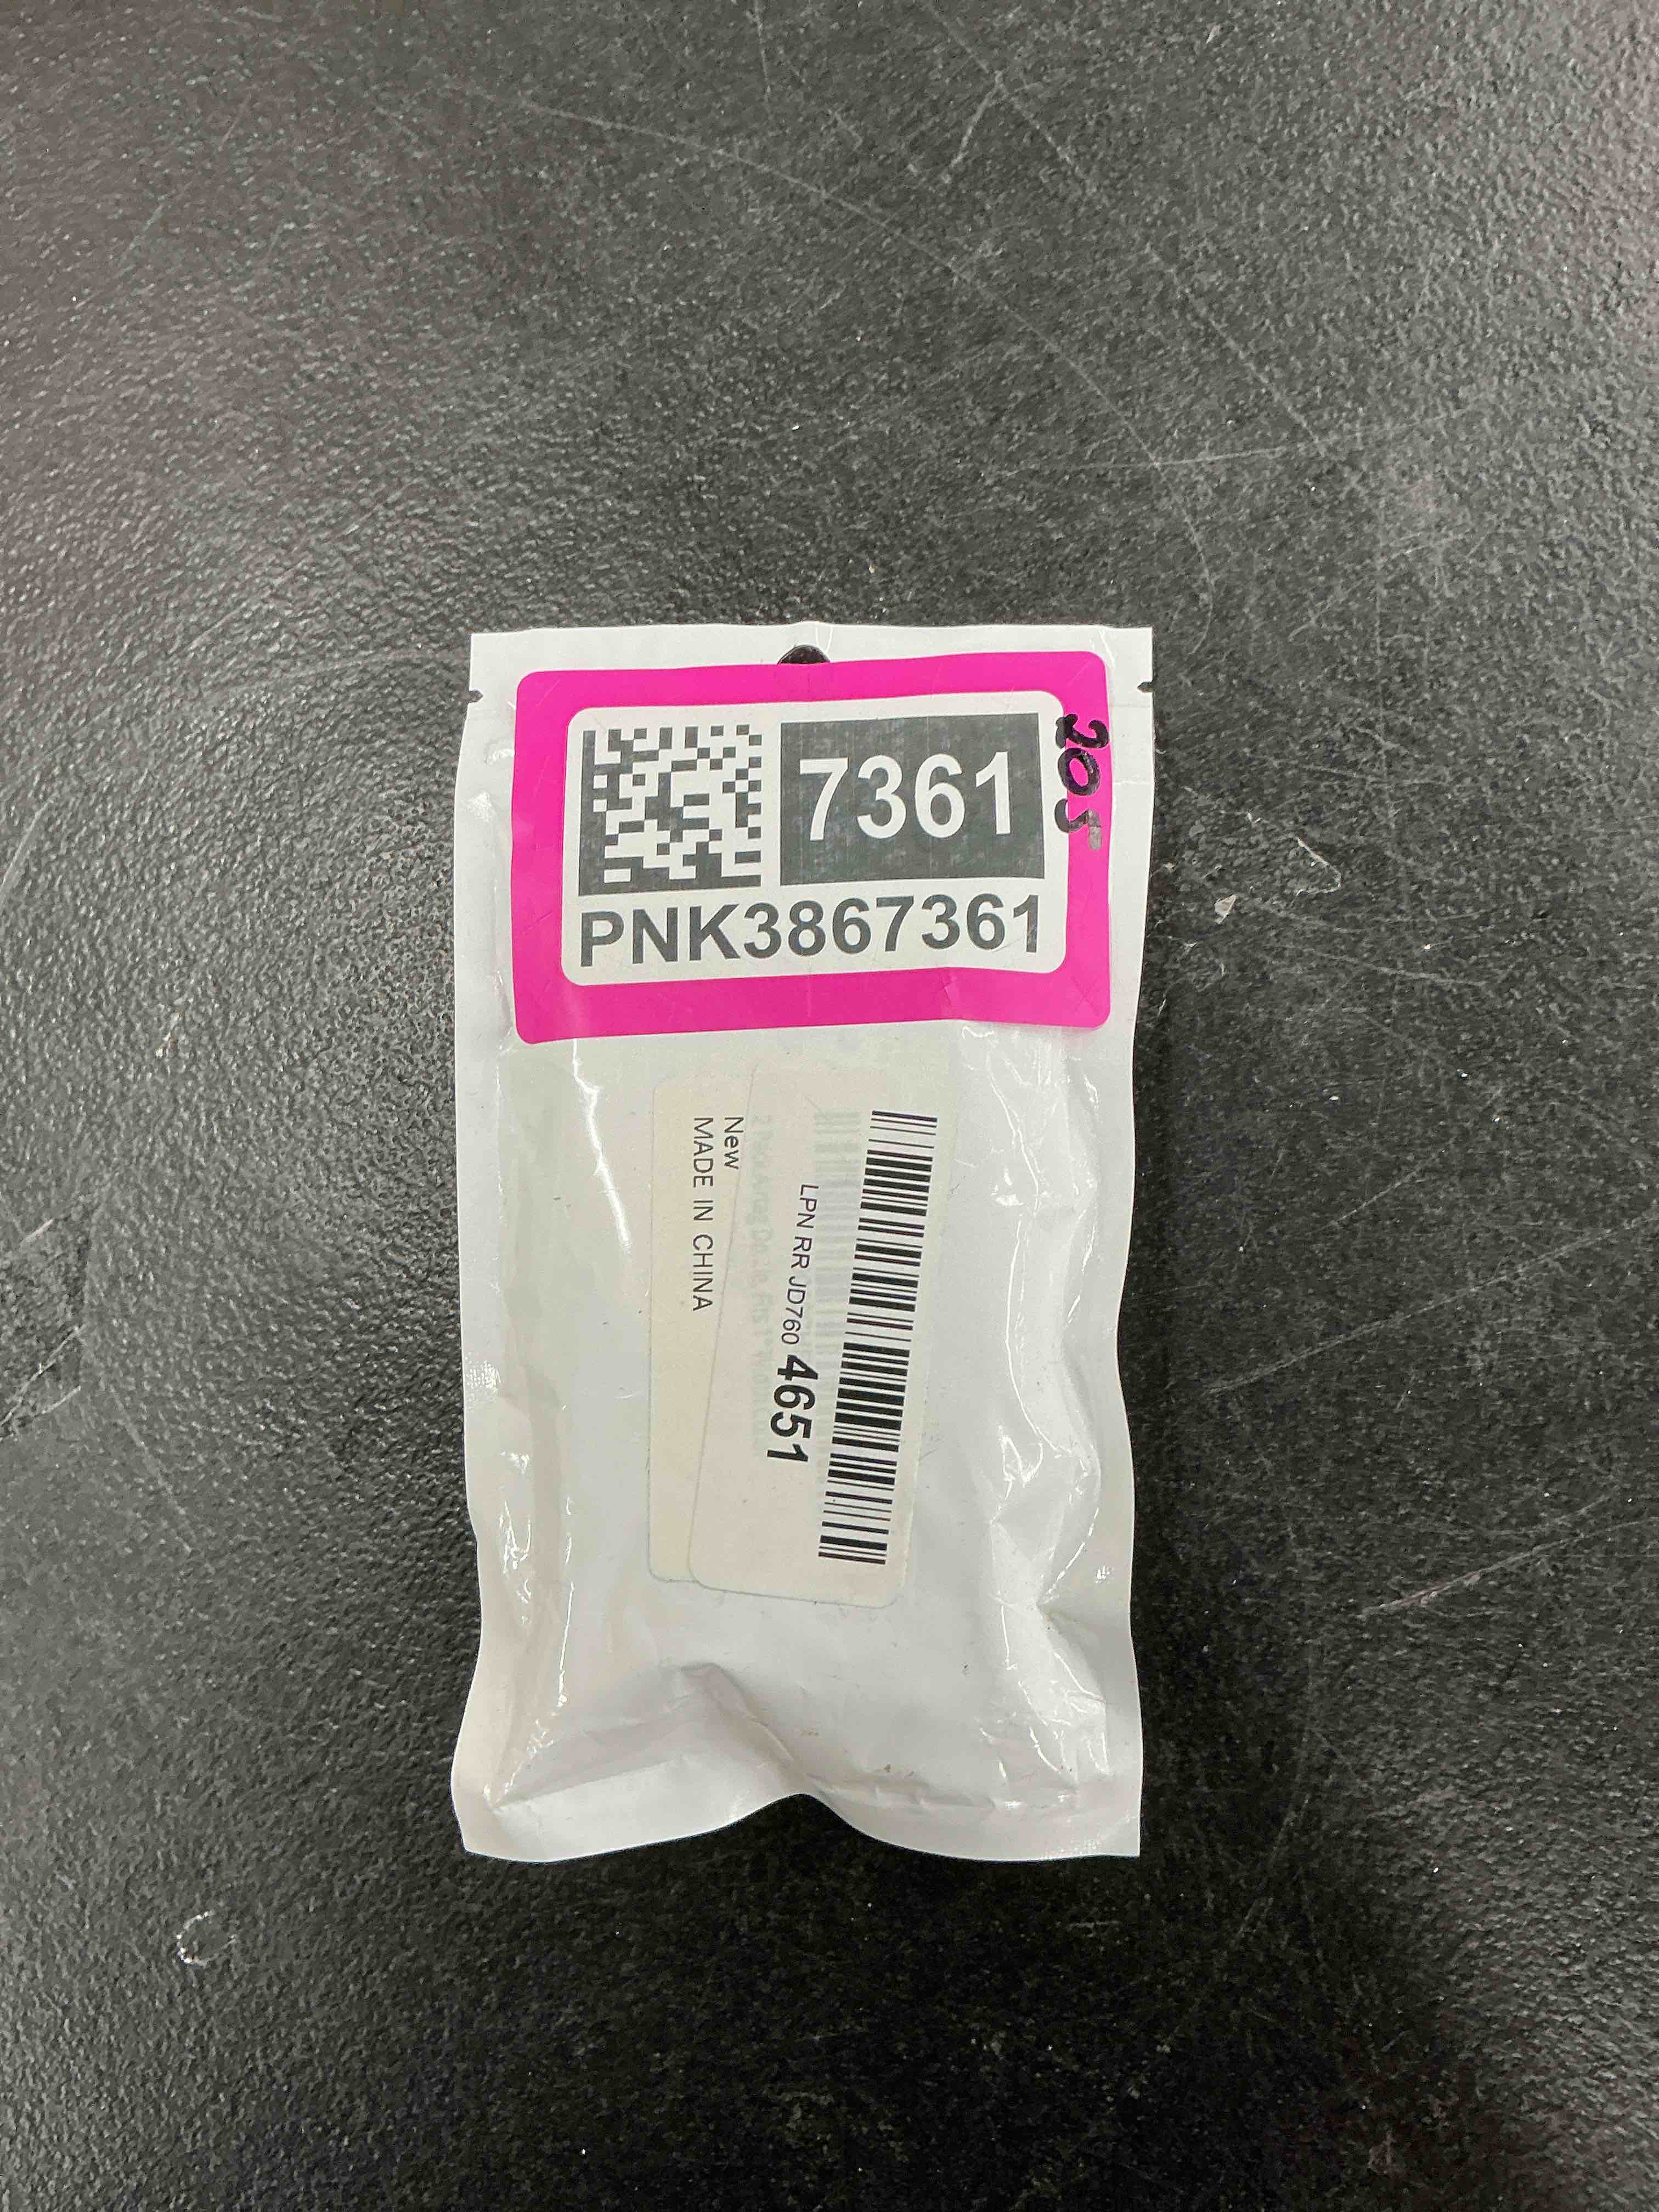 7361
205
PNK3867361
LPN RR JD760 4651
New
MADE IN CHINA